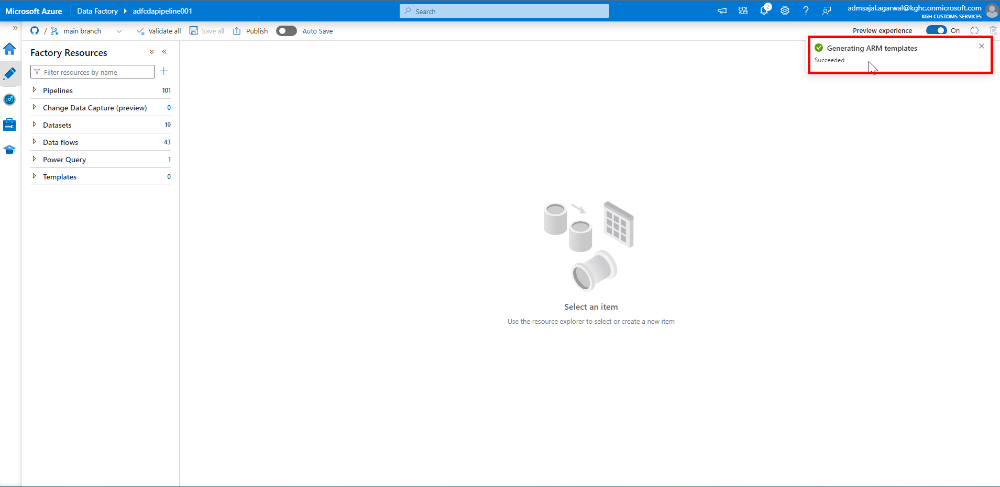 Microsoft Azure Data Factory adfcdapipeline001 Search 2 admsajal.agarwal@kghc.onmicrosoft.com
KGH CUSTOMS SERVICES
/ main branch Validate all Save all Publish Auto Save Preview experience On
Factory Resources
Filter resources by name
Pipelines 101
Change Data Capture (preview) 0
Datasets 19
Data flows 43
Power Query 1
Templates 0
Generating ARM templates
Succeeded
Select an item
Use the resource explorer to select or create a new item